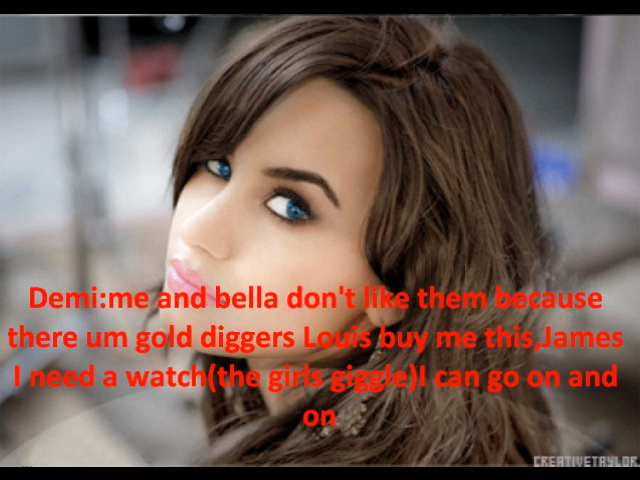 Demi:me and bella don't like them because
there um gold diggers Louis buy me this,James
I need a watch(the girls giggle)I can go on and
on
CREATIVETAYLOR.